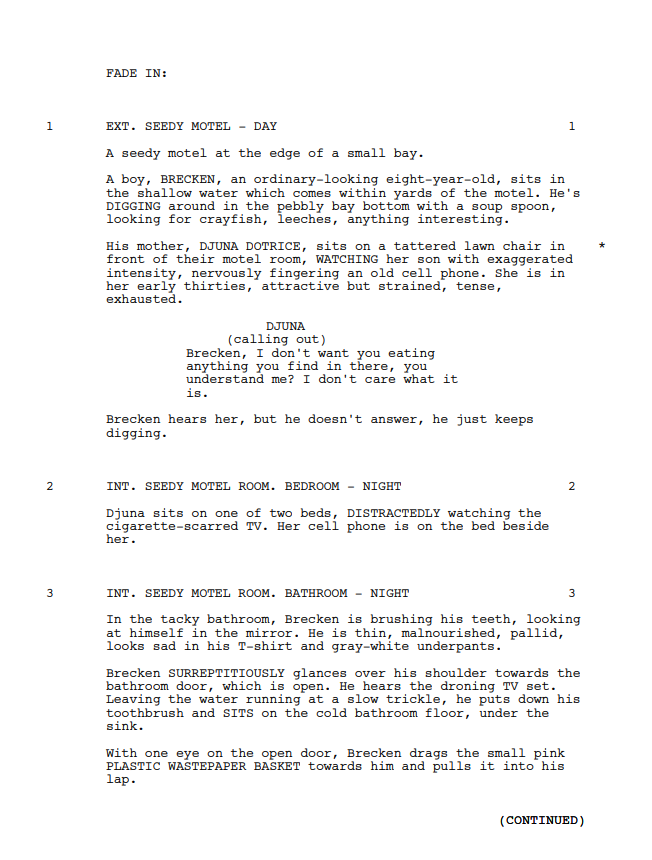 FADE IN:
1 EXT. SEEDY MOTEL - DAY 1
A seedy motel at the edge of a small bay.
A boy, BRECKEN, an ordinary-looking eight-year-old, sits in
the shallow water which comes within yards of the motel. He's
DIGGING around in the pebbly bay bottom with a soup spoon,
looking for crayfish, leeches, anything interesting.
His mother, DJUNA DOTRICE, sits on a tattered lawn chair in *
front of their motel room, WATCHING her son with exaggerated
intensity, nervously fingering an old cell phone. She is in
her early thirties, attractive but strained, tense,
exhausted.
DJUNA
(calling out)
Brecken, I don't want you eating
anything you find in there, you
understand me? I don't care what it
is.
Brecken hears her, but he doesn't answer, he just keeps
digging.
2 INT. SEEDY MOTEL ROOM. BEDROOM - NIGHT 2
Djuna sits on one of two beds, DISTRACTEDLY watching the
cigarette-scarred TV. Her cell phone is on the bed beside
her.
3 INT. SEEDY MOTEL ROOM. BATHROOM - NIGHT 3
In the tacky bathroom, Brecken is brushing his teeth, looking
at himself in the mirror. He is thin, malnourished, pallid,
looks sad in his T-shirt and gray-white underpants.
Brecken SURREPTITIOUSLY glances over his shoulder towards the
bathroom door, which is open. He hears the droning TV set.
Leaving the water running at a slow trickle, he puts down his
toothbrush and SITS on the cold bathroom floor, under the
sink.
With one eye on the open door, Brecken drags the small pink
PLASTIC WASTEPAPER BASKET towards him and pulls it into his
lap.
(CONTINUED)